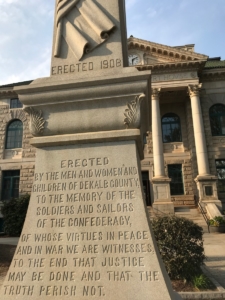 ERECTED 1908
ERECTED
BY THE MEN AND WOMEN AND
CHILDREN OF DEKALB COUNTY,
TO THE MEMORY OF THE
SOLDIERS AND SAILORS
OF THE CONFEDERACY,
OF WHOSE VIRTUES IN PEACE
AND IN WAR WE ARE WITNESSES,
TO THE END THAT JUSTICE
MAY BE DONE AND THAT THE
TRUTH PERISH NOT.